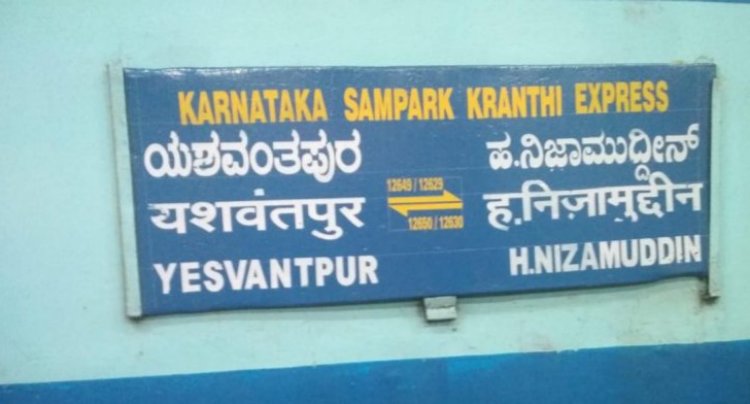 KARNATAKA SAMPARK KRANTHI EXPRESS
ಯಶವಂತಪುರ ಹ.ನಿಜಾಮುದ್ದೀನ್
12649 / 12629
यशवंतपुर ह.निज़ामुद्दीन
12650 / 12630
YESVANTPUR H.NIZAMUDDIN